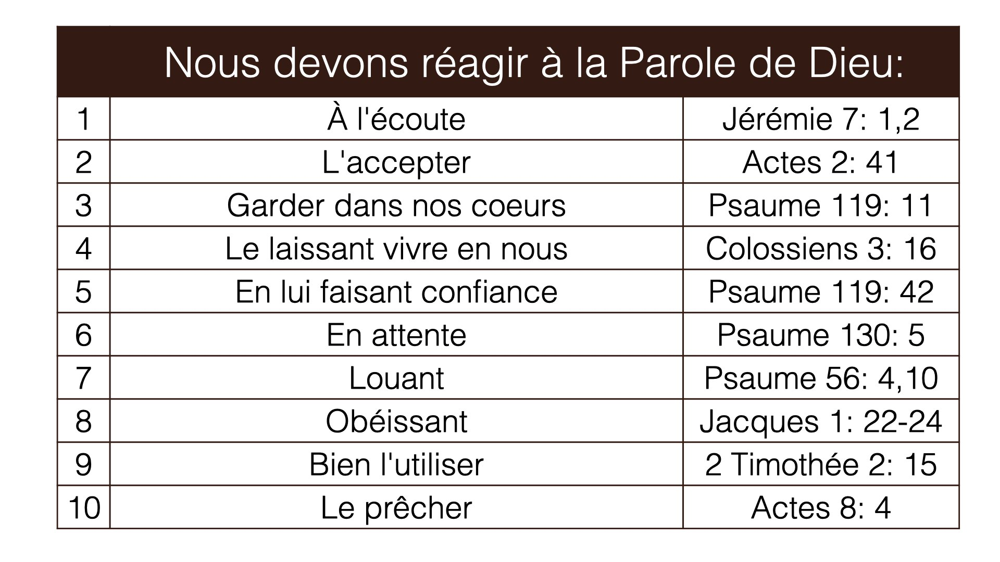 Nous devons réagir à la Parole de Dieu:
1 À l'écoute Jérémie 7: 1,2
2 L'accepter Actes 2: 41
3 Garder dans nos coeurs Psaume 119: 11
4 Le laissant vivre en nous Colossiens 3: 16
5 En lui faisant confiance Psaume 119: 42
6 En attente Psaume 130: 5
7 Louant Psaume 56: 4,10
8 Obéissant Jacques 1: 22-24
9 Bien l'utiliser 2 Timothée 2: 15
10 Le prêcher Actes 8: 4